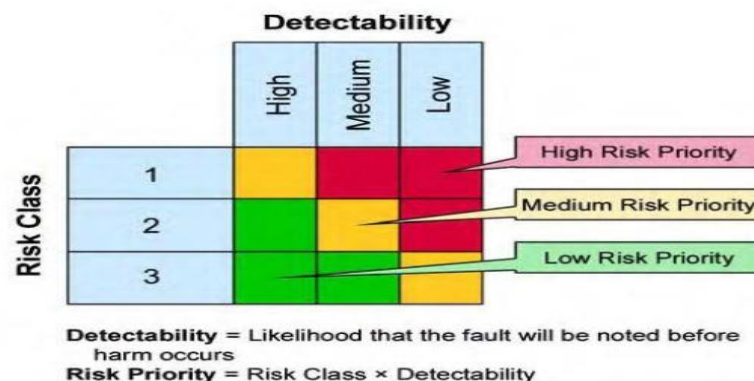 Detectability
High
Medium
Low
Risk Class
1
High Risk Priority
2
Medium Risk Priority
3
Low Risk Priority
Detectability = Likelihood that the fault will be noted before
harm occurs
Risk Priority = Risk Class × Detectability